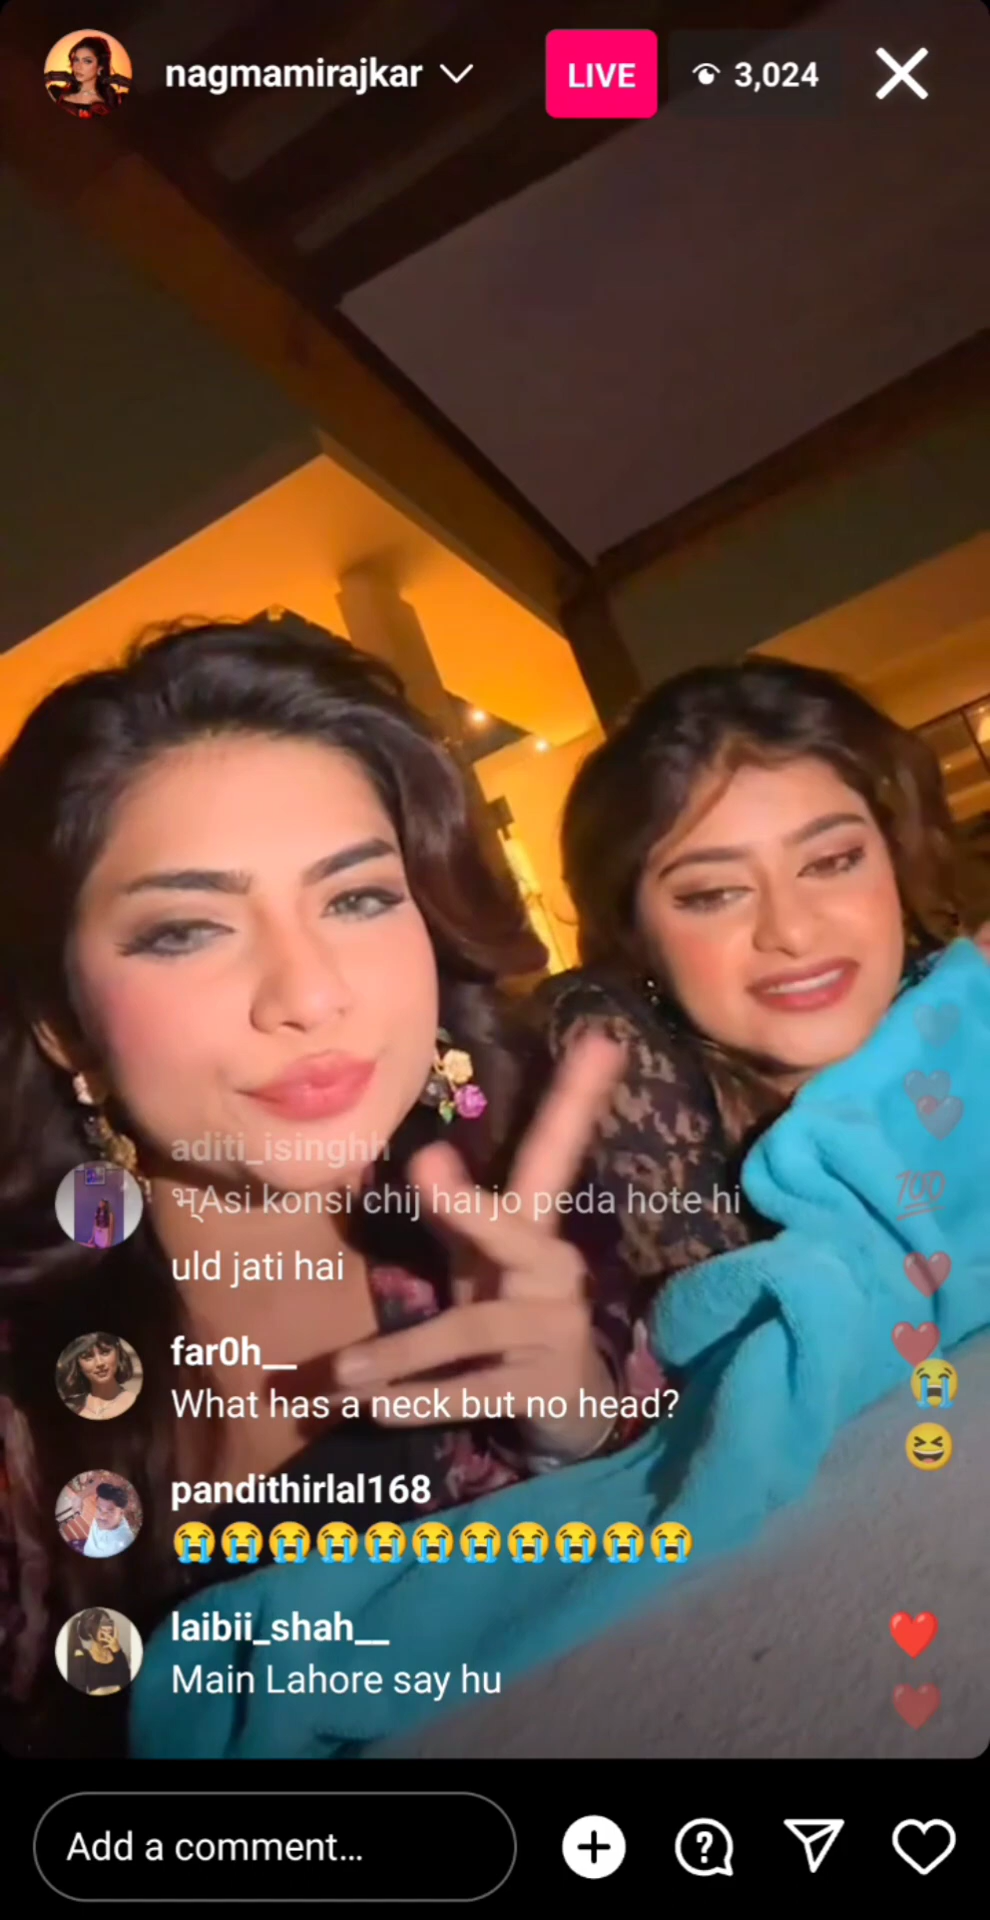 nagmamirajkar
LIVE
3,024
aditi_isinghh
भ्Asi konsi chij hai jo peda hote hi
uld jati hai
far0h__
What has a neck but no head?
pandithirlal168
😭😭😭😭😭😭😭😭😭😭😭
laibii_shah__
Main Lahore say hu
Add a comment...